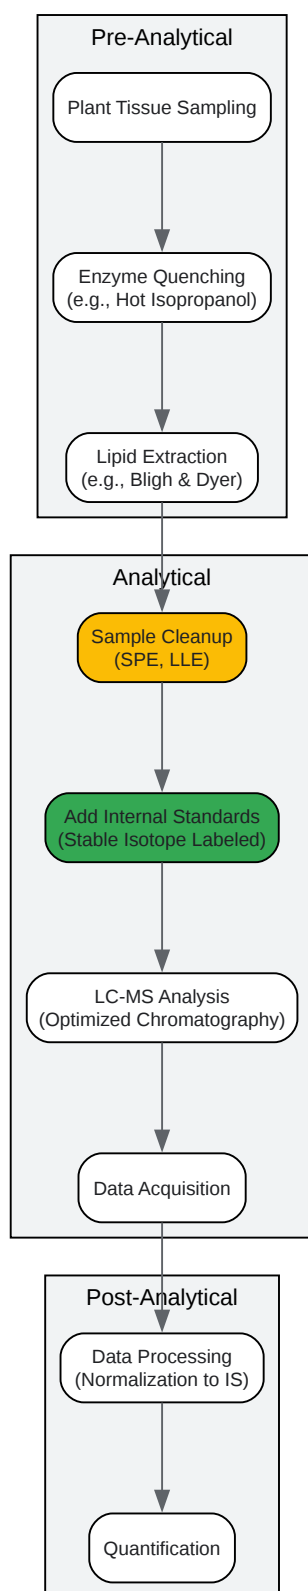 Pre-Analytical
Plant Tissue Sampling
Enzyme Quenching
(e.g., Hot Isopropanol)
Lipid Extraction
(e.g., Bligh & Dyer)
Analytical
Sample Cleanup
(SPE, LLE)
Add Internal Standards
(Stable Isotope Labeled)
LC-MS Analysis
(Optimized Chromatography)
Data Acquisition
Post-Analytical
Data Processing
(Normalization to IS)
Quantification